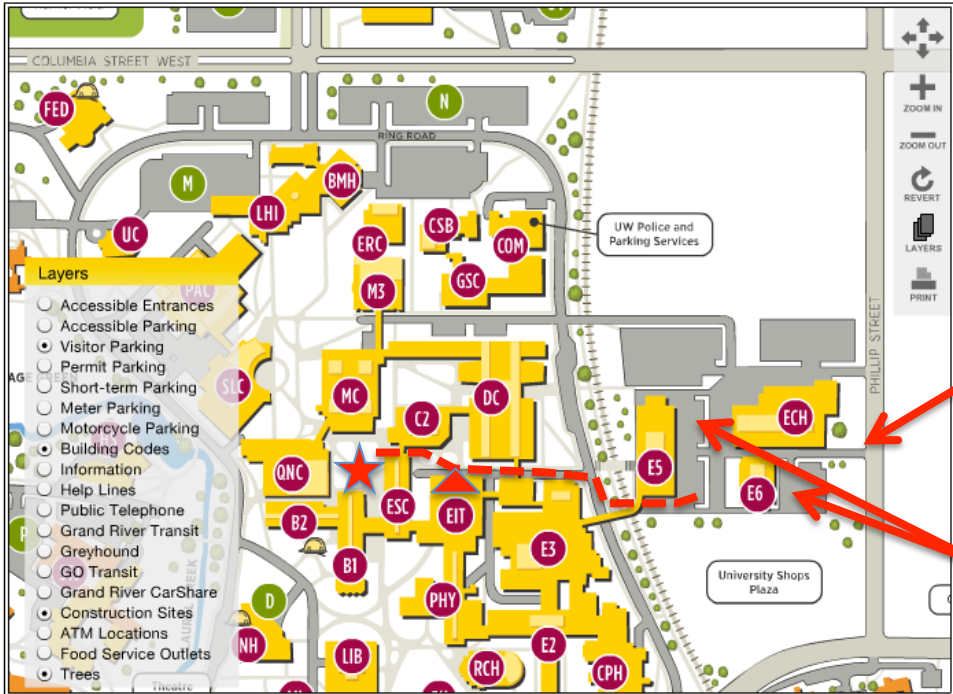 COLUMBIA STREET WEST
FED
N
RING ROAD
M
BMH
LHI
UC
CSB
ERC
COM
UW Police and
Parking Services
GSC
M3
PAC
SLC
MC
C2
DC
ECH
QNC
E5
E6
ESC
EIT
B2
B1
E3
PHY
D
NH
LIB
E2
RCH
CPH
University Shops
Plaza
PHILLIP STREET
LAUREL CREEK
Theatre
ZOOM IN
ZOOM OUT
REVERT
LAYERS
PRINT
Layers
Accessible Entrances
Accessible Parking
Visitor Parking
Permit Parking
Short-term Parking
Meter Parking
Motorcycle Parking
Building Codes
Information
Help Lines
Public Telephone
Grand River Transit
Greyhound
GO Transit
Grand River CarShare
Construction Sites
ATM Locations
Food Service Outlets
Trees